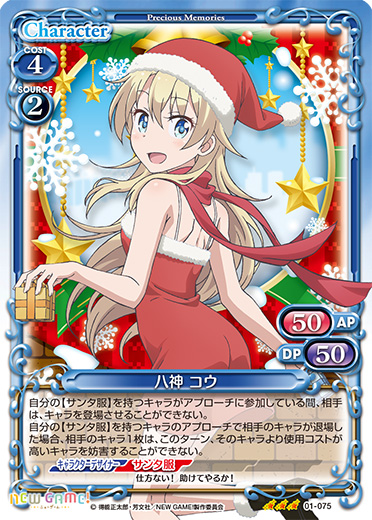 Precious Memories
Character
COST
4
SOURCE
2
50 AP
DP 50
八神 コウ
自分の【サンタ服】を持つキャラがアプローチに参加している間、相手
は、キャラを登場させることができない。
自分の【サンタ服】を持つキャラのアプローチで相手のキャラが退場し
た場合、相手のキャラ1枚は、このターン、そのキャラより使用コストが
高いキャラを妨害することができない。
キャラクターデザイナー サンタ服
仕方ない! 助けてやるか!
NEW GAME!
© 得能正太郎・芳文社/NEW GAME!製作委員会
01-075